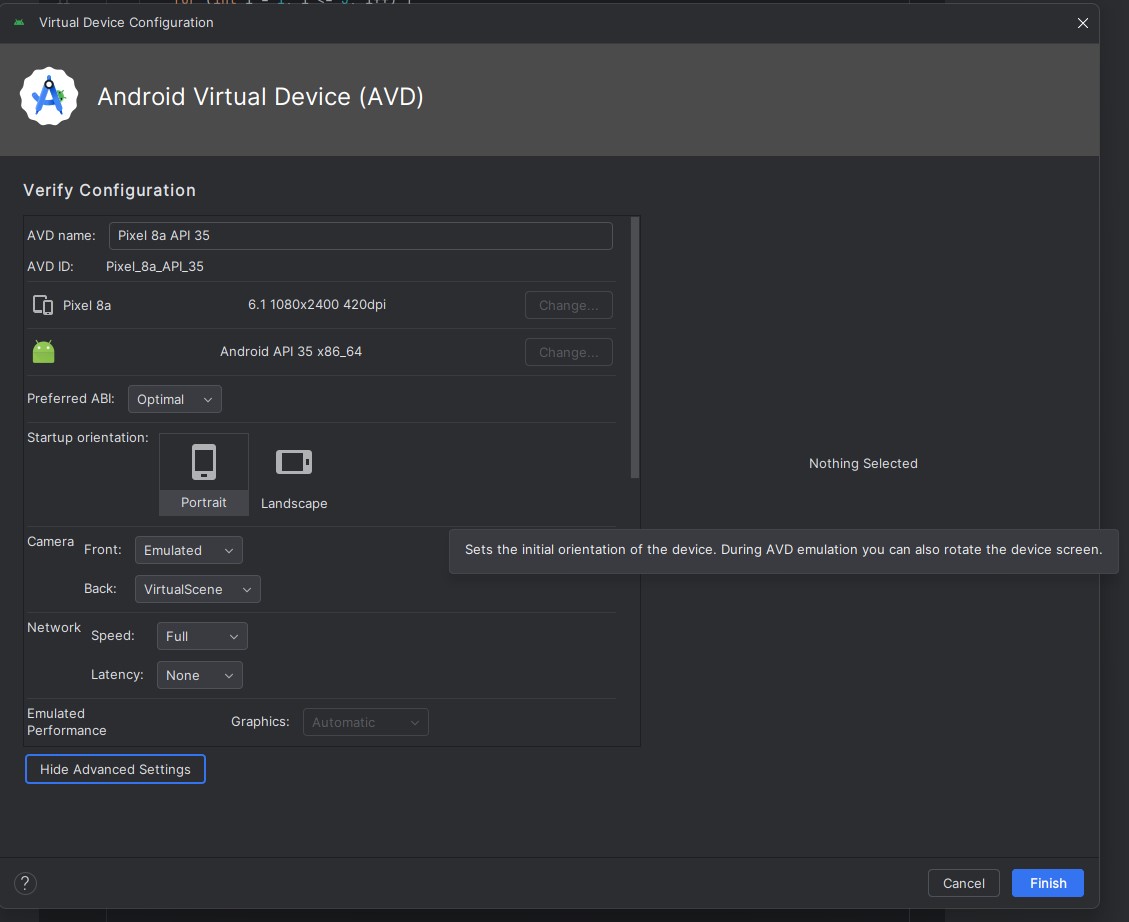 Virtual Device Configuration
Android Virtual Device (AVD)
Verify Configuration
AVD name: Pixel 8a API 35
AVD ID: Pixel_8a_API_35
Pixel 8a 6.1 1080x2400 420dpi Change...
Android API 35 x86_64 Change...
Preferred ABI: Optimal
Startup orientation:
Portrait Landscape
Nothing Selected
Sets the initial orientation of the device. During AVD emulation you can also rotate the device screen.
Camera Front: Emulated
Back: VirtualScene
Network Speed: Full
Latency: None
Emulated Performance Graphics: Automatic
Hide Advanced Settings
? Cancel Finish